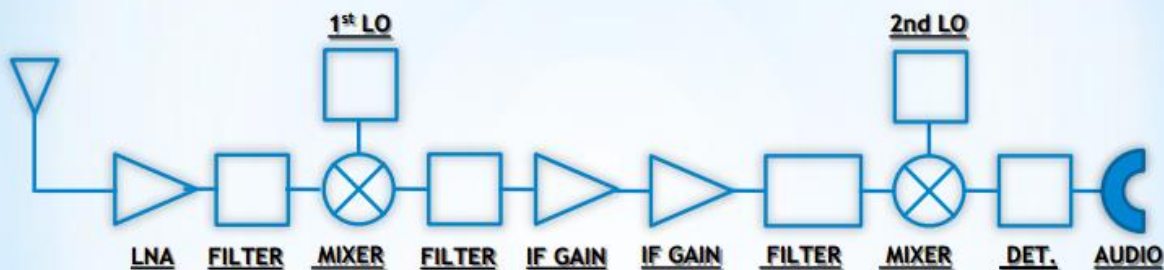 1st LO
2nd LO
LNA FILTER MIXER FILTER IF GAIN IF GAIN FILTER MIXER DET. AUDIO